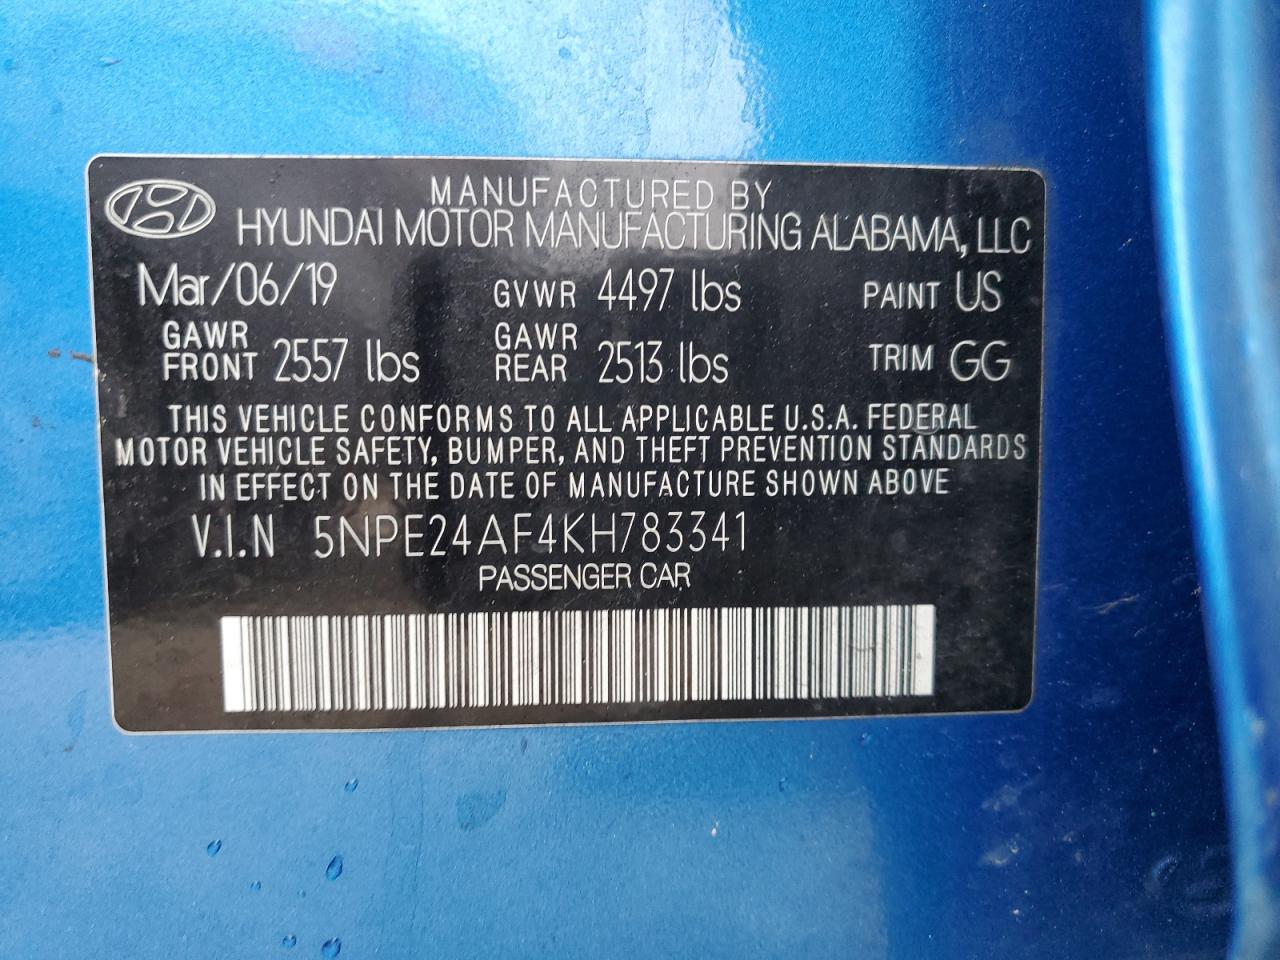 MANUFACTURED BY
HYUNDAI MOTOR MANUFACTURING ALABAMA, LLC
Mar/06/19 GVWR 4497 lbs PAINT US
GAWR FRONT 2557 lbs GAWR REAR 2513 lbs TRIM GG
THIS VEHICLE CONFORMS TO ALL APPLICABLE U.S.A. FEDERAL
MOTOR VEHICLE SAFETY, BUMPER, AND THEFT PREVENTION STANDARDS
IN EFFECT ON THE DATE OF MANUFACTURE SHOWN ABOVE
V.I.N 5NPE24AF4KH783341
PASSENGER CAR